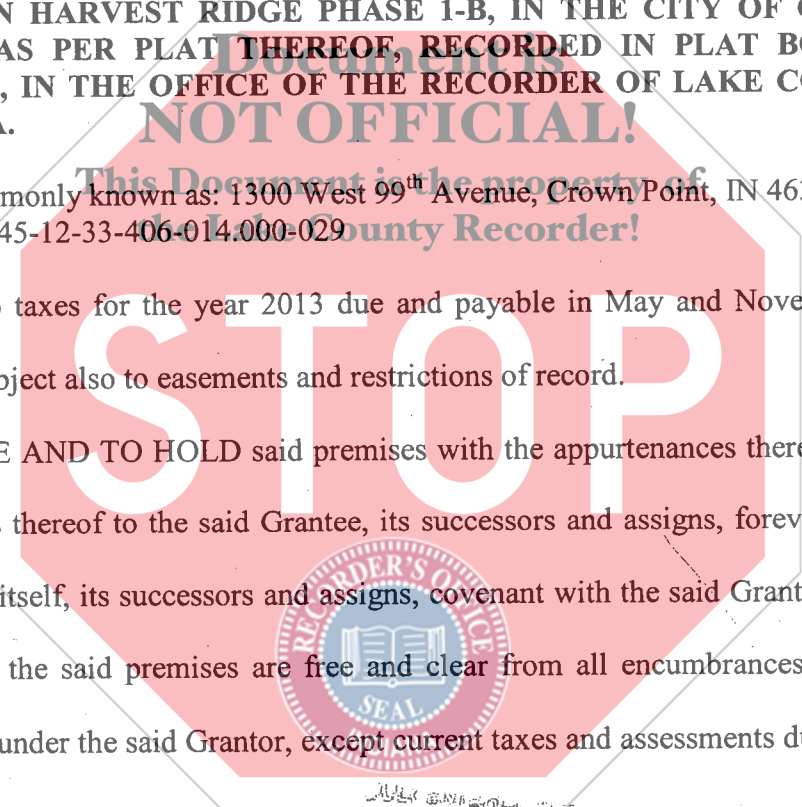 N HARVEST RIDGE PHASE 1-B, IN THE CITY OF
AS PER PLAT THEREOF, RECORDED IN PLAT
, IN THE OFFICE OF THE RECORDER OF LAKE
A.
Document is
NOT OFFICIAL!
This Document is the property of
the Lake County Recorder!
monly known as: 1300 West 99th Avenue, Crown Point, IN 46
45-12-33-406-014.000-029
taxes for the year 2013 due and payable in May and Nove
bject also to easements and restrictions of record.
STOP
E AND TO HOLD said premises with the appurtenances there
thereof to the said Grantee, its successors and assigns, forev
itself, its successors and assigns, covenant with the said Grant
the said premises are free and clear from all encumbrances
under the said Grantor, except current taxes and assessments d
RECORDER'S OFFICE
SEAL
INDIANA